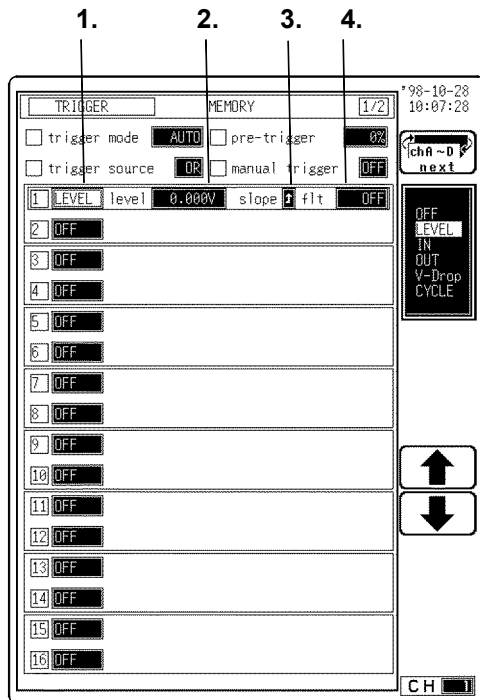 1. 2. 3. 4.
'98-10-28
10:07:28
TRIGGER MEMORY 1/2
trigger mode AUTO pre-trigger 0%
trigger source OR manual trigger OFF
chA~D
next
1 LEVEL level 0.000V slope ↑ flt OFF
2 OFF
3 OFF
4 OFF
5 OFF
6 OFF
7 OFF
8 OFF
9 OFF
10 OFF
11 OFF
12 OFF
13 OFF
14 OFF
15 OFF
16 OFF
OFF
LEVEL
IN
OUT
V-Drop
CYCLE
CH 1